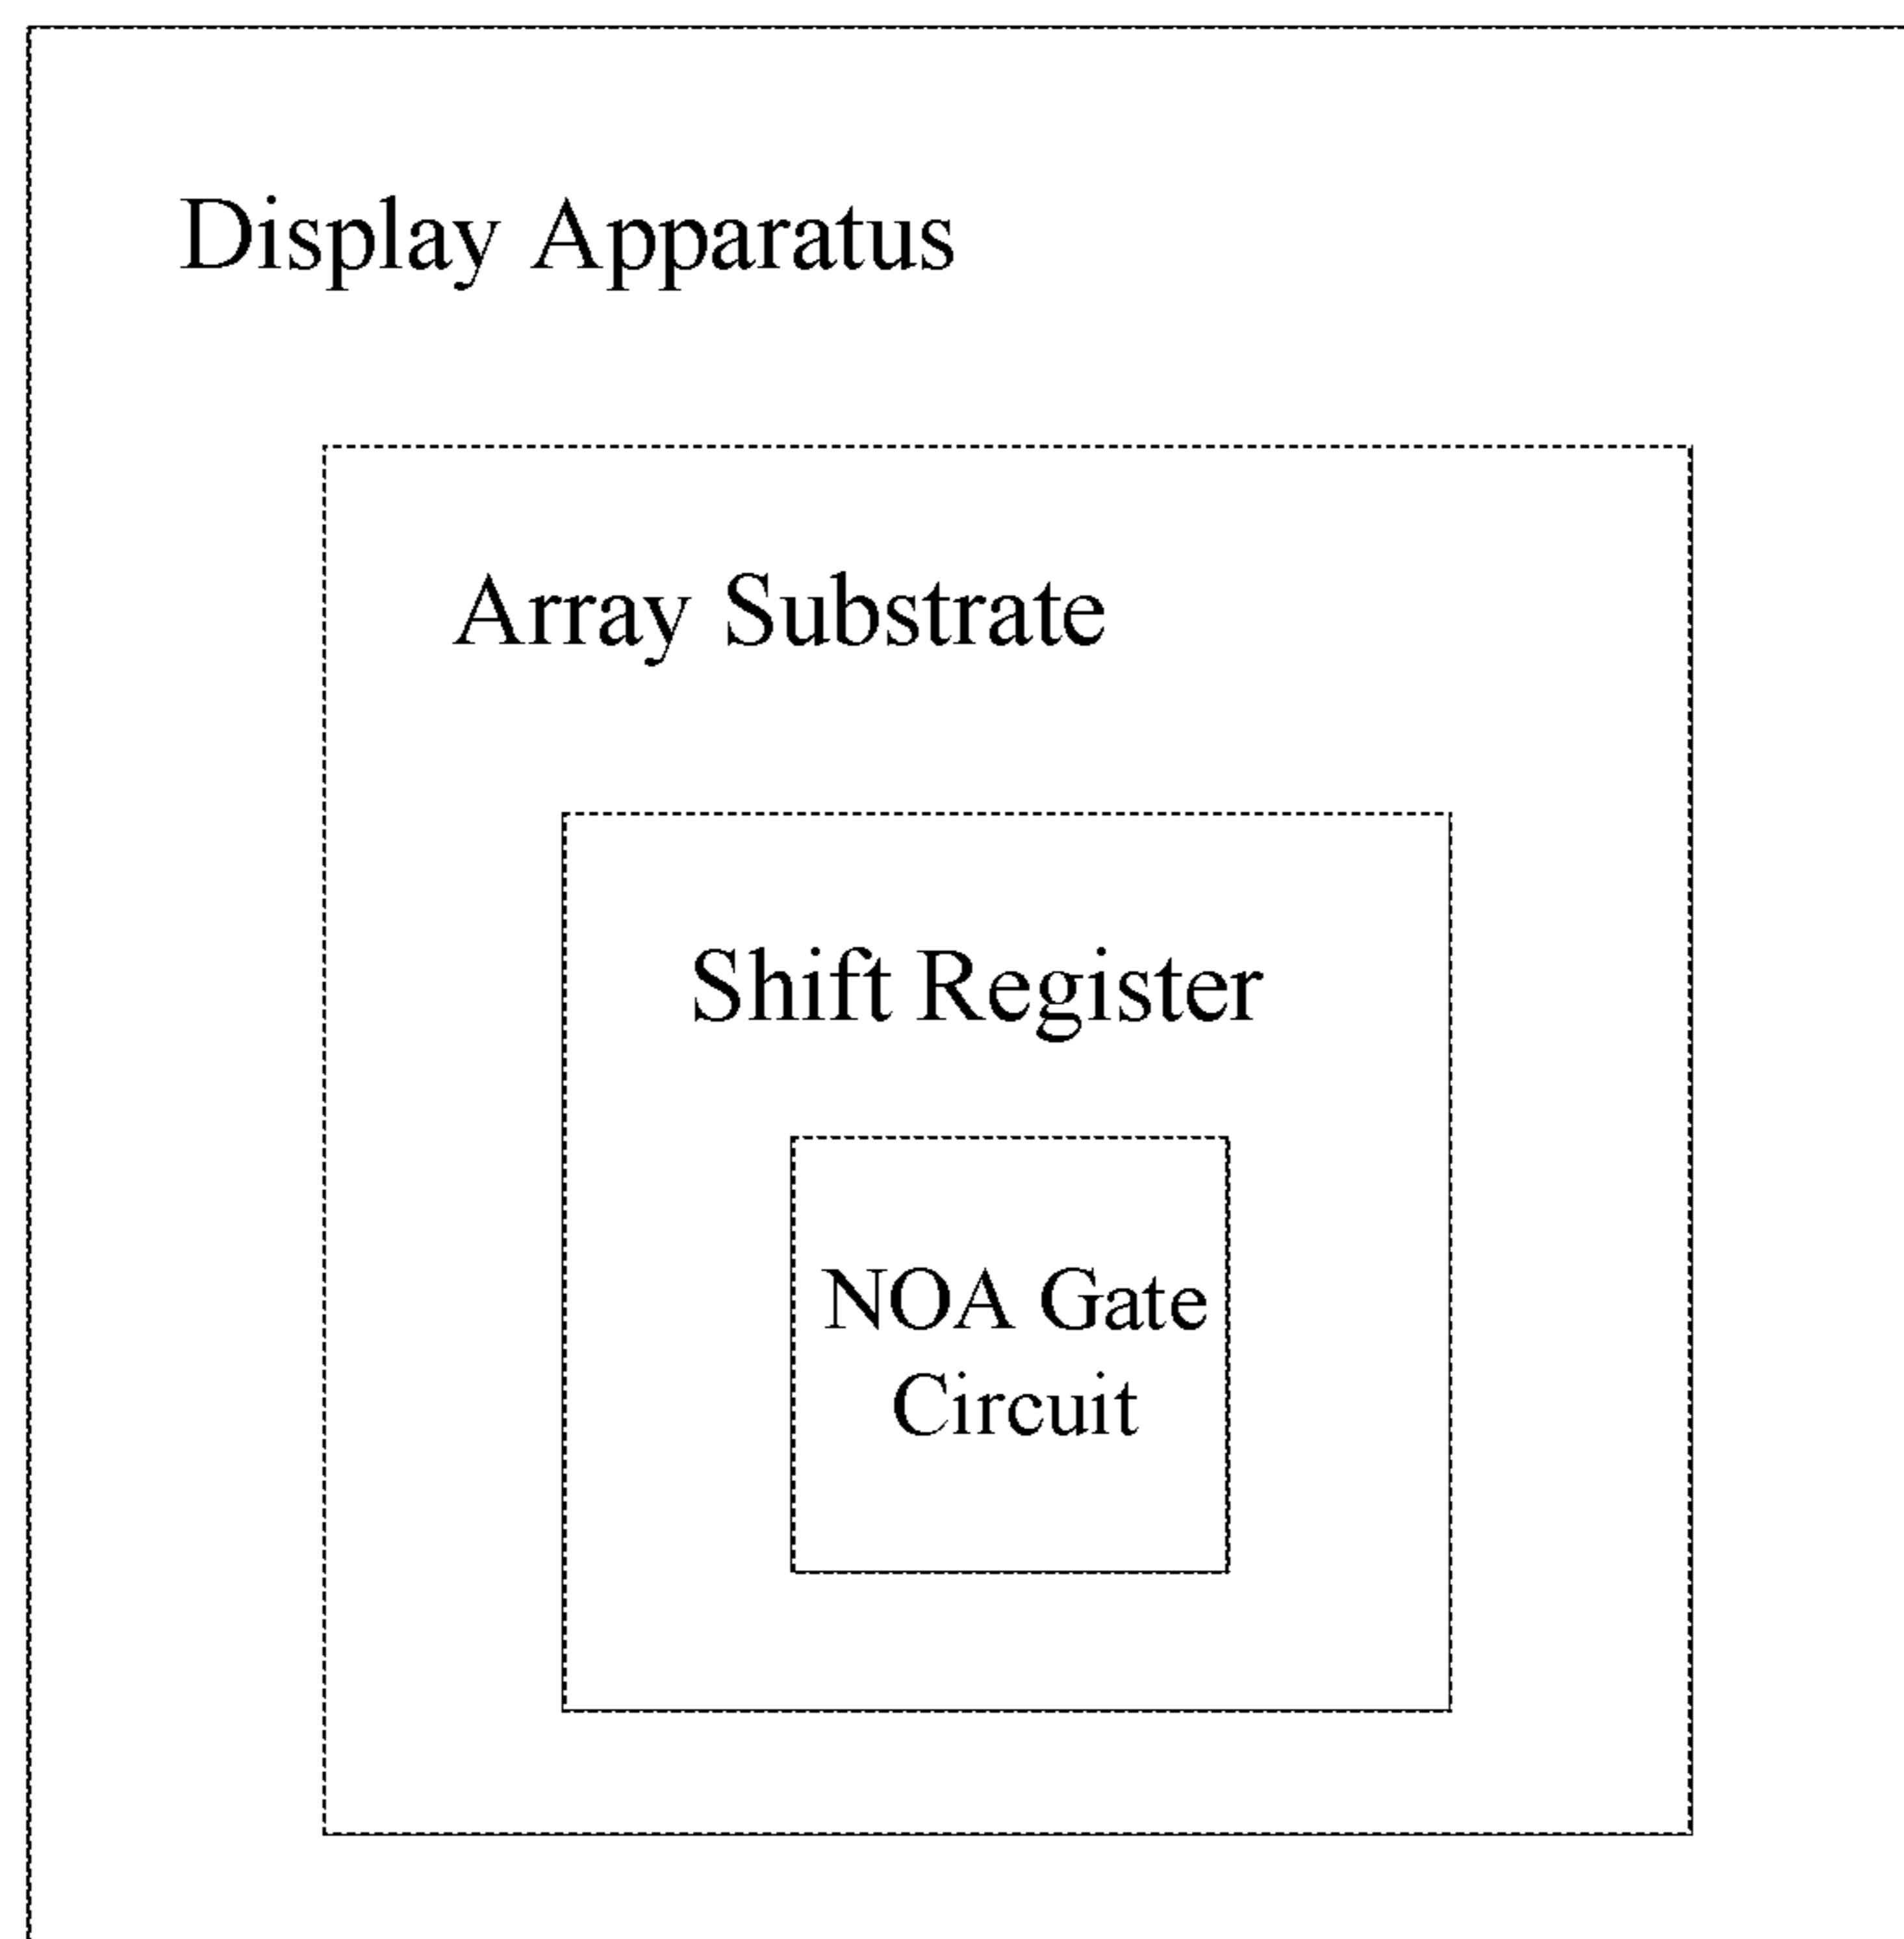 Display Apparatus
Array Substrate
Shift Register
NOA Gate
Circuit